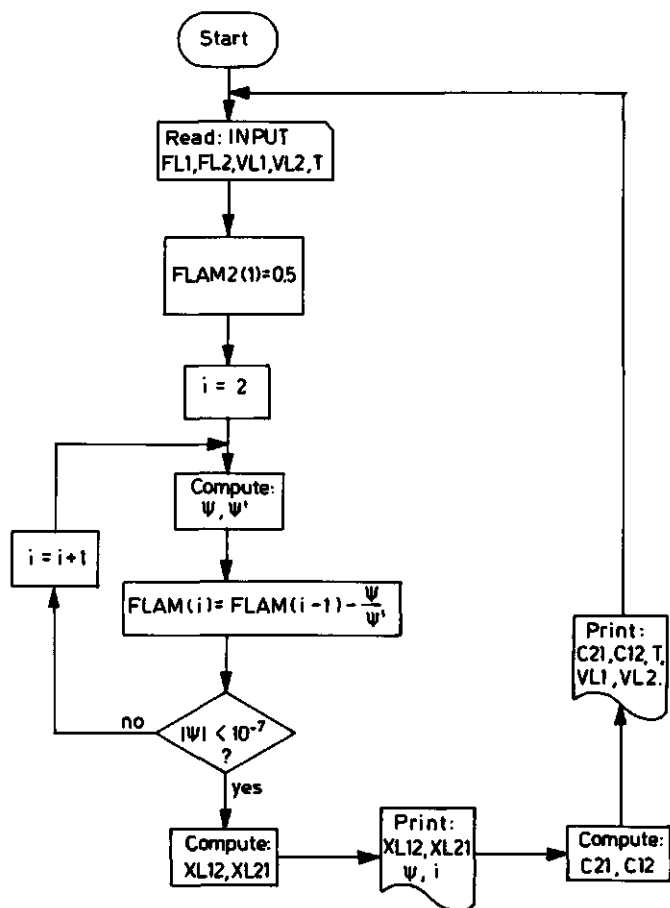 Start
Read: INPUT
FL1,FL2,VL1,VL2,T
FLAM2(1)=0.5
i = 2
Compute:
Ψ, Ψ'
i = i+1
FLAM(i)= FLAM(i-1) - Ψ/Ψ'
no
|Ψ| < 10⁻⁷
?
yes
Compute:
XL12,XL21
Print:
XL12,XL21
Ψ, i
Compute:
C21, C12
Print:
C21,C12,T,
VL1,VL2.